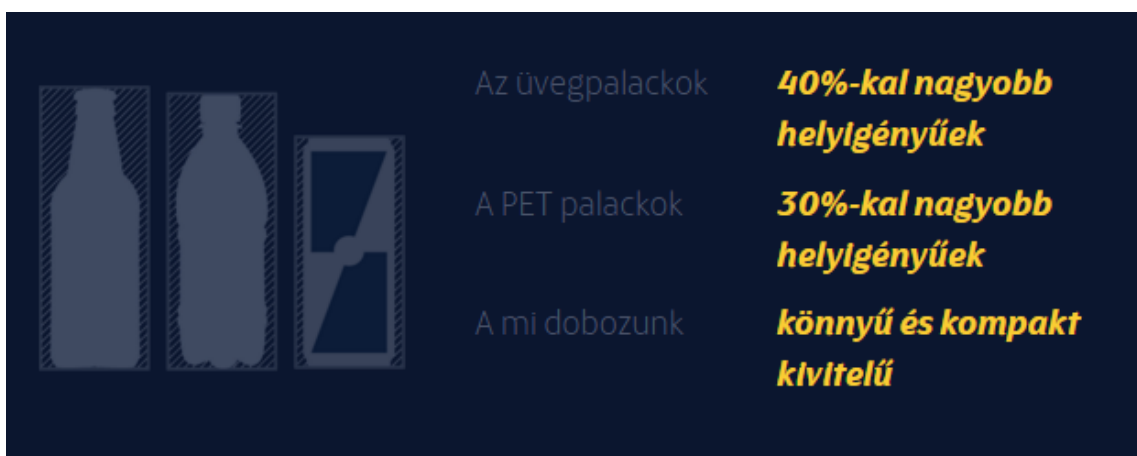 Az üvegpalackok 40%-kal nagyobb
helyigényűek
A PET palackok 30%-kal nagyobb
helyigényűek
A mi dobozunk könnyű és kompakt
kivitelű